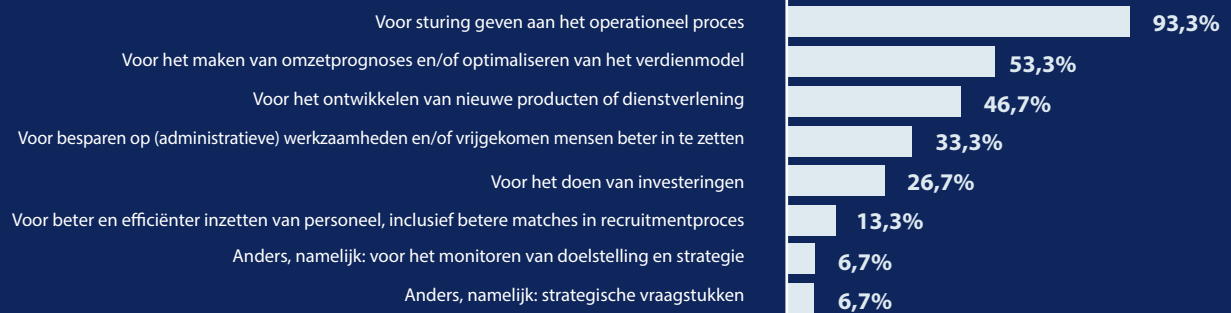 Voor sturing geven aan het operationeel proces 93,3%
Voor het maken van omzetprognoses en/of optimaliseren van het verdienmodel 53,3%
Voor het ontwikkelen van nieuwe producten of dienstverlening 46,7%
Voor besparen op (administratieve) werkzaamheden en/of vrijgekomen mensen beter in te zetten 33,3%
Voor het doen van investeringen 26,7%
Voor beter en efficiënter inzetten van personeel, inclusief betere matches in recruitmentproces 13,3%
Anders, namelijk: voor het monitoren van doelstelling en strategie 6,7%
Anders, namelijk: strategische vraagstukken 6,7%